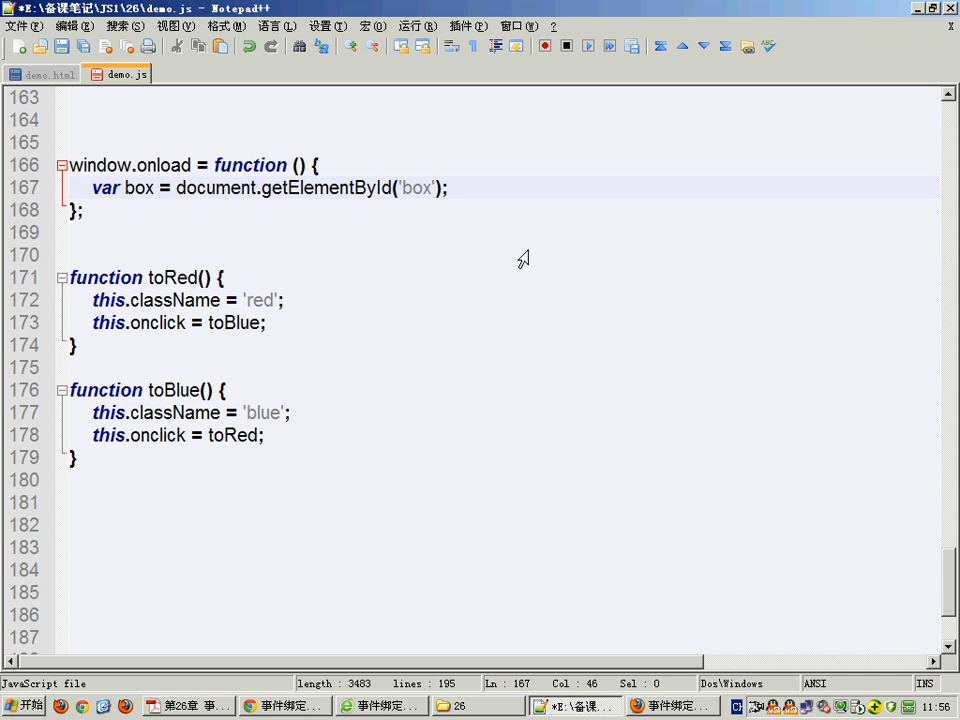 *E:\备课笔记\JS1\26\demo.js - Notepad++
文件(F) 编辑(E) 搜索(S) 视图(V) 格式(M) 语言(L) 设置(T) 宏(O) 运行(R) 插件(P) 窗口(W) ? X
demo.html demo.js
163
164
165
166 window.onload = function () {
167 var box = document.getElementById('box');
168 };
169
170
171 function toRed() {
172 this.className = 'red';
173 this.onclick = toBlue;
174 }
175
176 function toBlue() {
177 this.className = 'blue';
178 this.onclick = toRed;
179 }
180
181
182
183
184
185
186
187
JavaScript file length : 3483 lines : 195 Ln : 167 Col : 46 Sel : 0 Dos\Windows ANSI INS
开始 第26章 事... 事件绑定... 事件绑定... 26 *E:\备课... 事件绑定... 11:56